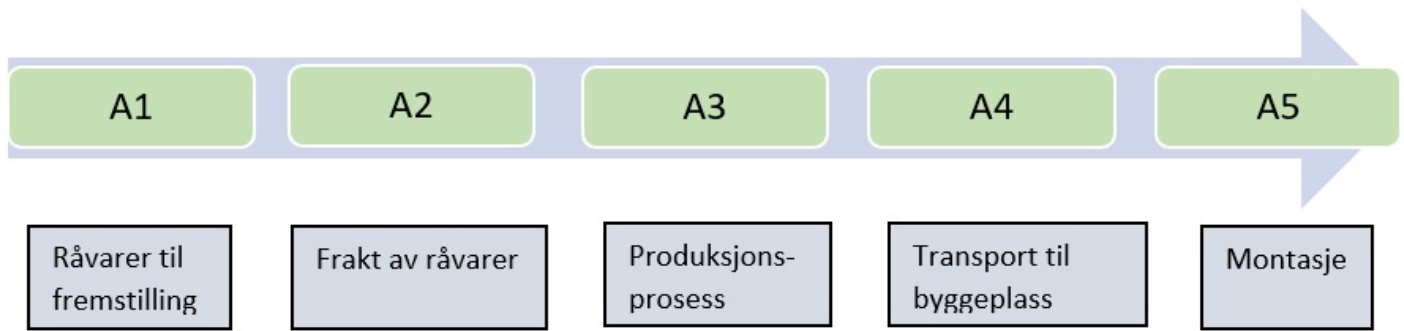 A1
A2
A3
A4
A5
Råvarer til
fremstilling
Frakt av råvarer
Produksjons-
prosess
Transport til
byggeplass
Montasje